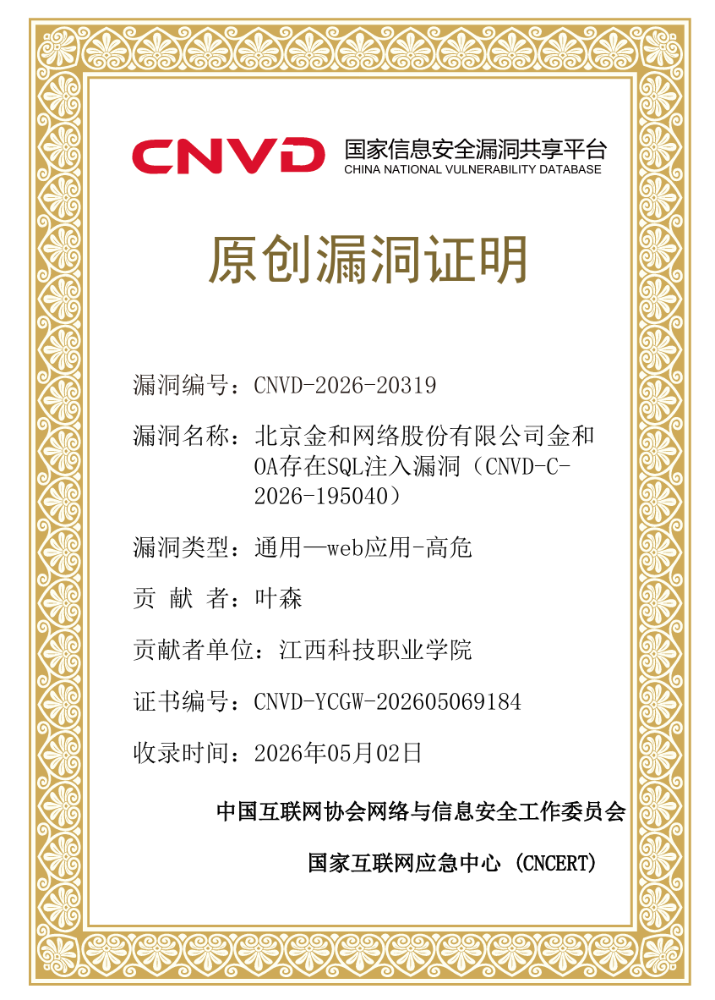 CNVD 国家信息安全漏洞共享平台
CHINA NATIONAL VULNERABILITY DATABASE
原创漏洞证明
漏洞编号：CNVD-2026-20319
漏洞名称：北京金和网络股份有限公司金和
OA存在SQL注入漏洞（CNVD-C-
2026-195040）
漏洞类型：通用—web应用-高危
贡 献 者：叶森
贡献者单位：江西科技职业学院
证书编号：CNVD-YCGW-202605069184
收录时间：2026年05月02日
中国互联网协会网络与信息安全工作委员会
国家互联网应急中心 (CNCERT)